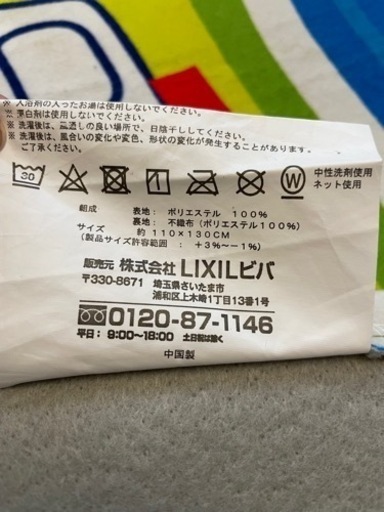 ※ 入浴剤の入ったお湯は使用しないでください。
※ 漂白剤は使用しないでください。
※ 洗濯後は、風通しの良い場所で、日陰干ししてください。
※ 洗濯後は、風合いの変化や変色、形状の変化が起きることがあります。
ご了承ください。
30
W
中性洗剤使用
ネット使用
組成 表地: ポリエステル 100%
裏地: 不織布(ポリエステル100%)
サイズ 約110×130CM
(製品サイズ許容範囲: +3%~-1%)
販売元 株式会社 LIXILビバ
〒330-8671 埼玉県さいたま市
浦和区上木崎1丁目13番1号
0120-87-1146
平日: 9:00~18:00 土日祝は除く
中国製